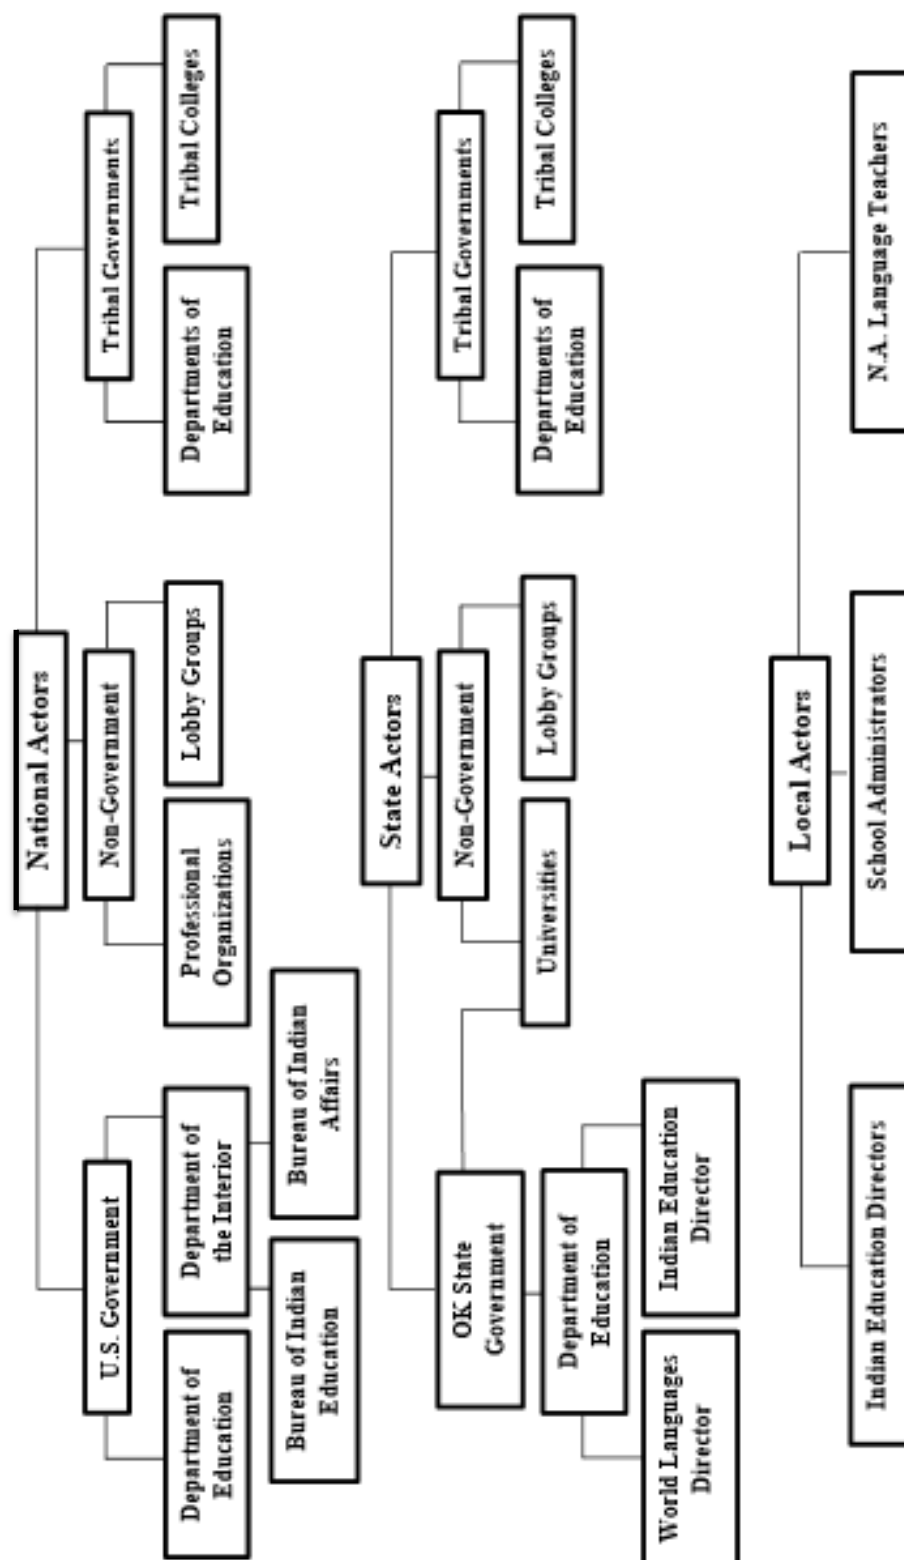 National Actors
U.S. Government
Non-Government
Tribal Governments
Department of
Education
Department of
the Interior
Professional
Organizations
Lobby Groups
Departments of
Education
Tribal Colleges
Bureau of Indian
Education
Bureau of Indian
Affairs
State Actors
OK State
Government
Non-Government
Tribal Governments
Universities
Lobby Groups
Departments of
Education
Tribal Colleges
Department of
Education
World Languages
Director
Indian Education
Director
Local Actors
Indian Education Directors
School Administrators
N.A. Language Teachers